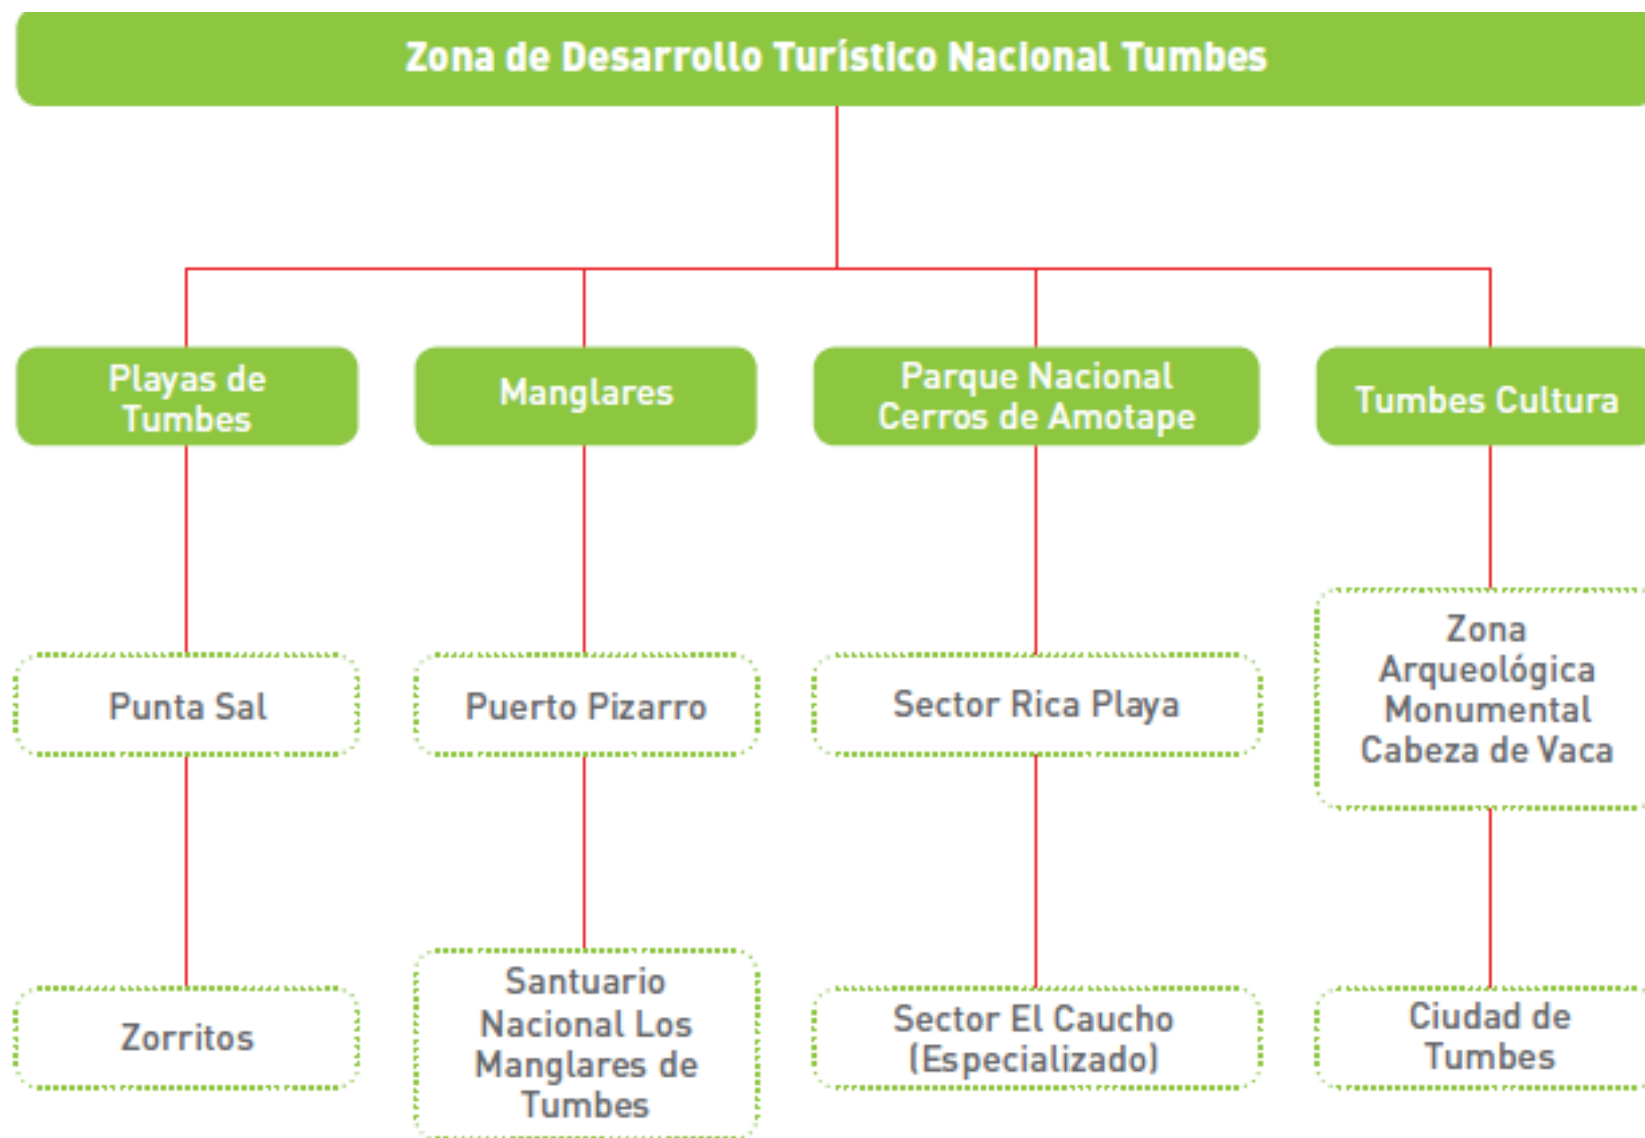 Zona de Desarrollo Turístico Nacional Tumbes
Playas de
Tumbes
Manglares
Parque Nacional
Cerros de Amotape
Tumbes Cultura
Punta Sal
Puerto Pizarro
Sector Rica Playa
Zona
Arqueológica
Monumental
Cabeza de Vaca
Zorritos
Santuario
Nacional Los
Manglares de
Tumbes
Sector El Caucho
(Especializado)
Ciudad de
Tumbes